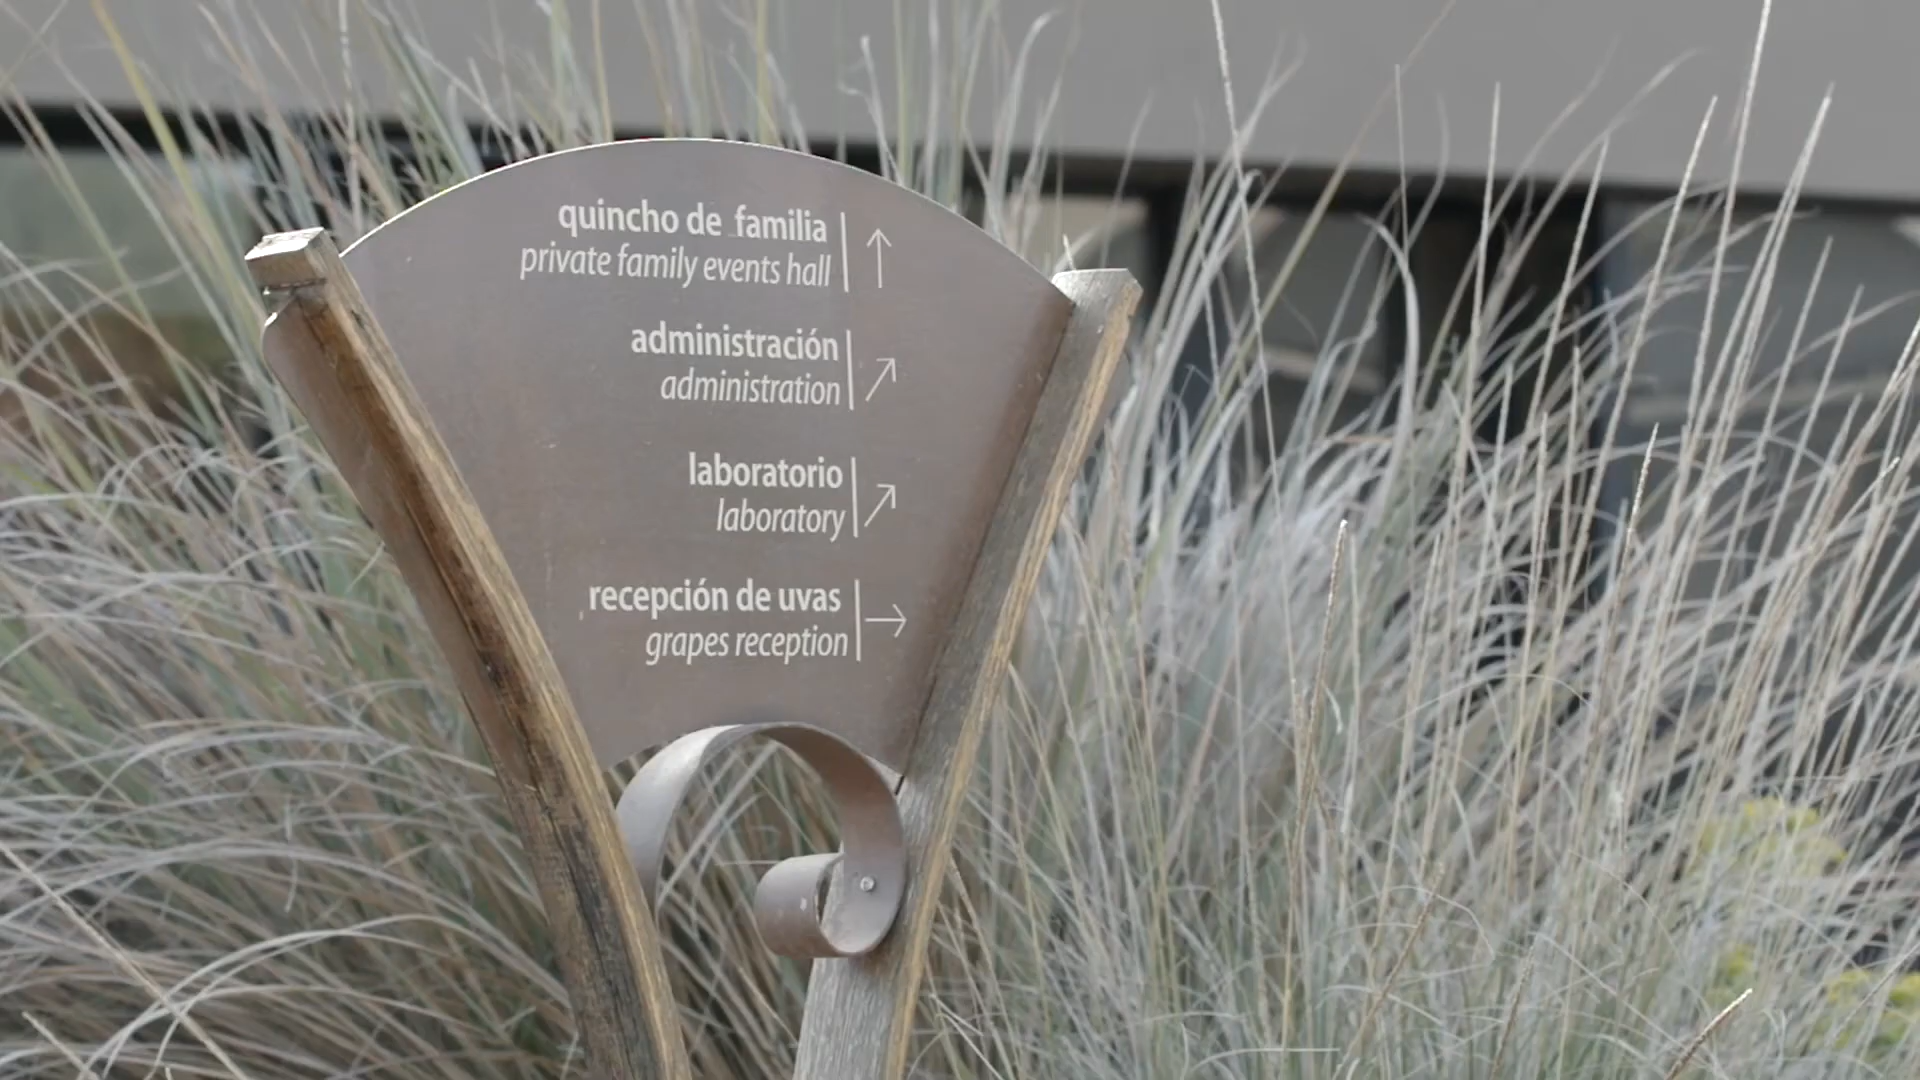 quincho de familia
private family events hall
administración
administration
laboratorio
laboratory
recepción de uvas
grapes reception